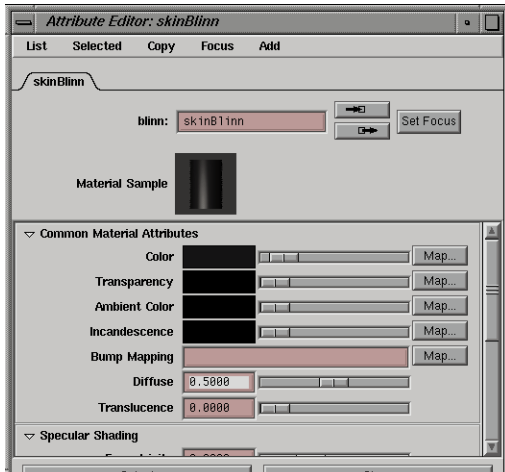 Attribute Editor: skinBlinn
List Selected Copy Focus Add
skinBlinn
blinn: skinBlinn Set Focus
Material Sample
Common Material Attributes
Color Map...
Transparency Map...
Ambient Color Map...
Incandescence Map...
Bump Mapping Map...
Diffuse 0.5000
Translucence 0.0000
Specular Shading